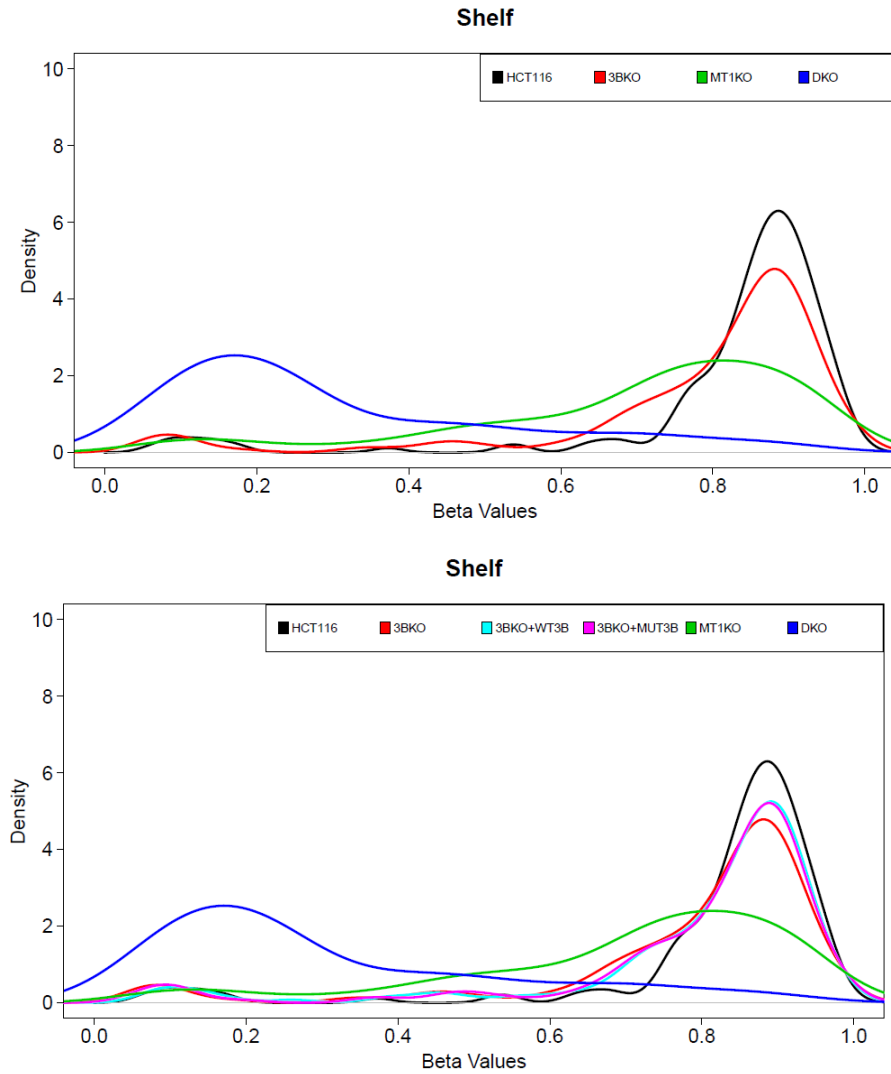 Shelf
HCT116 3BKO MT1KO DKO
10
8
6
4
2
0
Density
0.0 0.2 0.4 0.6 0.8 1.0
Beta Values
Shelf
HCT116 3BKO 3BKO+WT3B 3BKO+MUT3B MT1KO DKO
10
8
6
4
2
0
Density
0.0 0.2 0.4 0.6 0.8 1.0
Beta Values